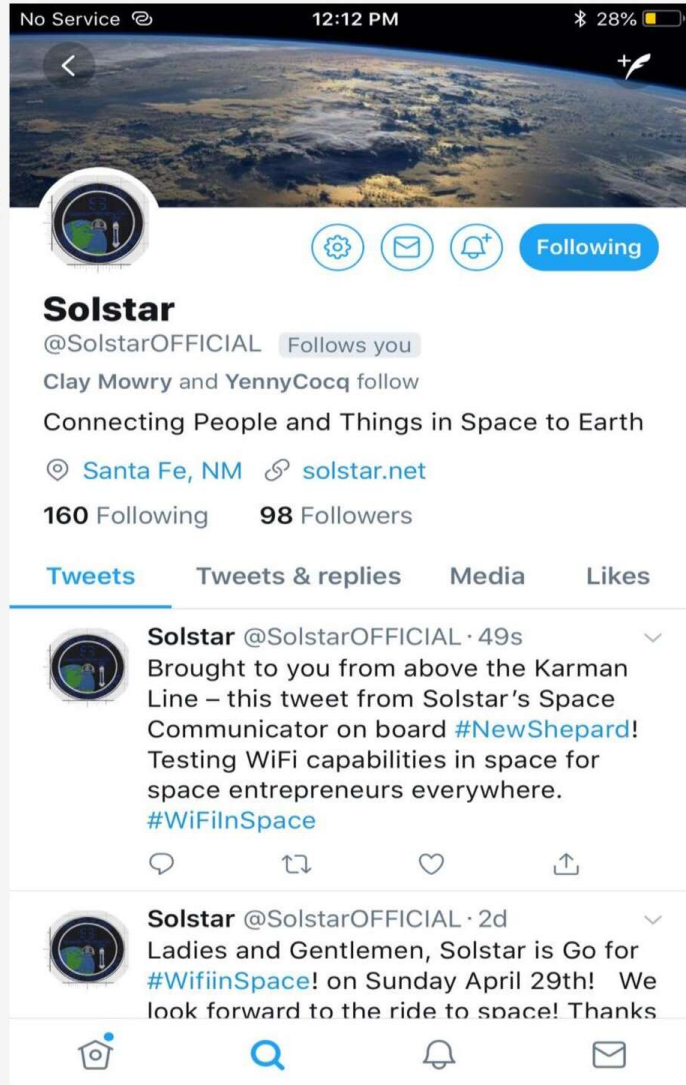 No Service
12:12 PM
28%
Following
Solstar
@SolstarOFFICIAL Follows you
Clay Mowry and YennyCocq follow
Connecting People and Things in Space to Earth
Santa Fe, NM solstar.net
160 Following 98 Followers
Tweets Tweets & replies Media Likes
Solstar @SolstarOFFICIAL · 49s
Brought to you from above the Karman
Line – this tweet from Solstar’s Space
Communicator on board #NewShepard!
Testing WiFi capabilities in space for
space entrepreneurs everywhere.
#WiFiInSpace
Solstar @SolstarOFFICIAL · 2d
Ladies and Gentlemen, Solstar is Go for
#WifiinSpace! on Sunday April 29th! We
look forward to the ride to space! Thanks